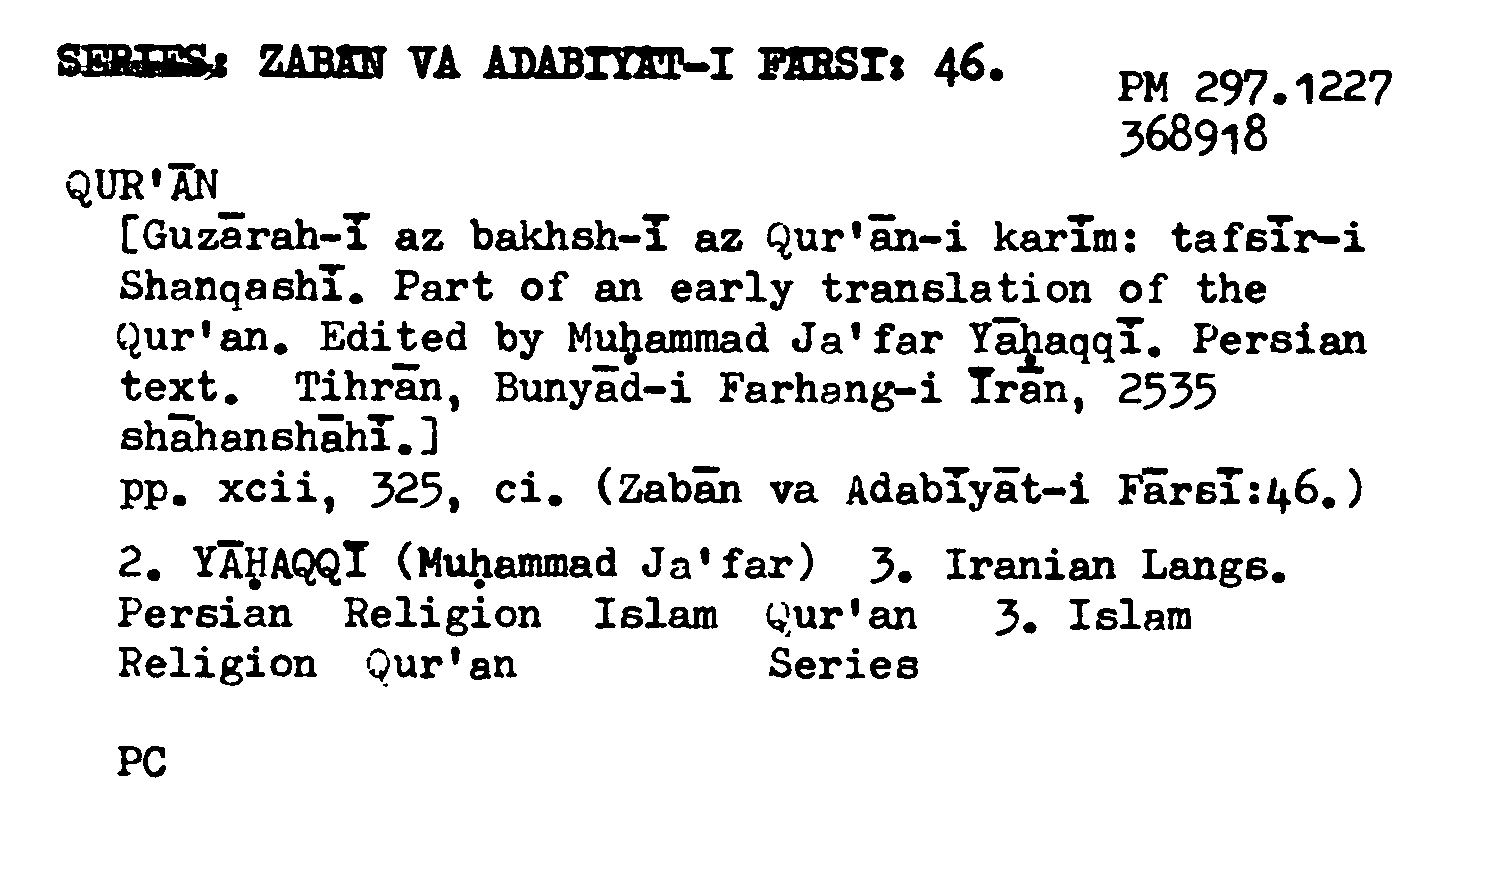 SERIES: ZABĀN VA ADABĪYĀT-I FĀRSĪ: 46.
PM 297.1227
368918
QUR'ĀN
[Guzārah-ī az bakhsh-ī az Qur'ān-i karīm: tafsīr-i
Shanqashī. Part of an early translation of the
Qur'an. Edited by Muḥammad Ja'far Yāḥaqqī. Persian
text. Tihrān, Bunyād-i Farhang-i Īrān, 2535
shāhanshāhī.]
pp. xcii, 325, ci. (Zabān va Adabīyāt-i Fārsī:46.)
2. YĀḤAQQĪ (Muḥammad Ja'far) 3. Iranian Langs.
Persian Religion Islam Qur'an 3. Islam
Religion Qur'an Series
PC